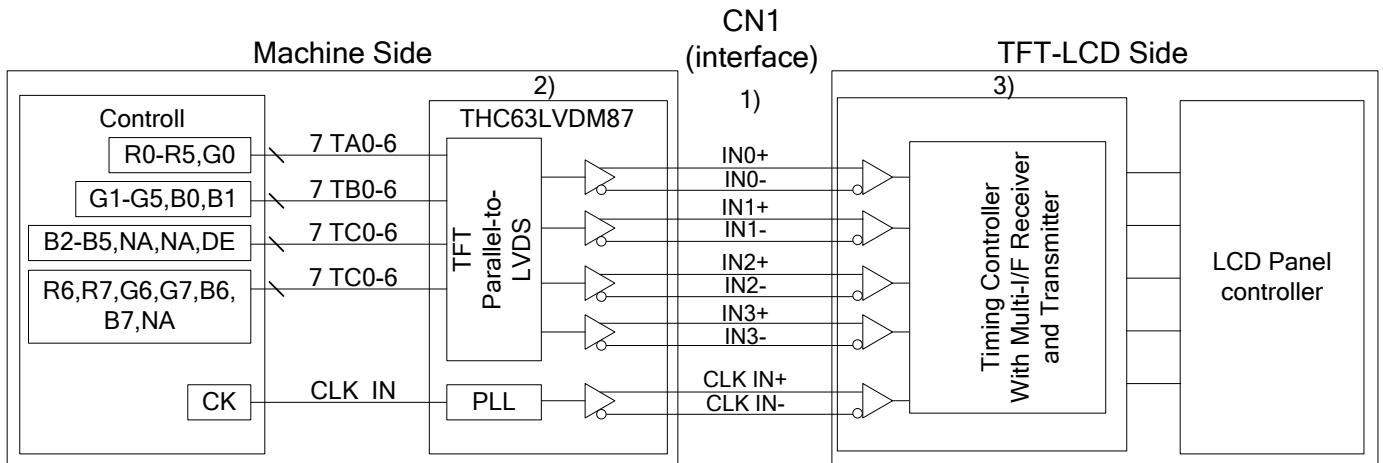 CN1
(interface)
1)
Machine Side
Controll
R0-R5,G0
G1-G5,B0,B1
B2-B5,NA,NA,DE
R6,R7,G6,G7,B6,
B7,NA
CK
7 TA0-6
7 TB0-6
7 TC0-6
7 TC0-6
CLK IN
2)
THC63LVDM87
TFT
Parallel-to-
LVDS
PLL
IN0+
IN0-
IN1+
IN1-
IN2+
IN2-
IN3+
IN3-
CLK IN+
CLK IN-
TFT-LCD Side
3)
Timing Controller
With Multi-I/F Receiver
and Transmitter
LCD Panel
controller